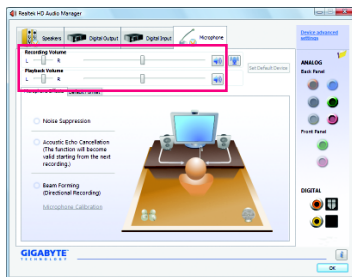 Realtek HD Audio Manager
Speakers
Digital Output
Digital Input
Microphone
Device advanced
settings
Recording Volume
L
R
Set Default Device
Playback Volume
L
R
ANALOG
Back Panel
Noise Suppression
Acoustic Echo Cancellation
(The function will become
valid starting from the next
recording.)
Front Panel
Beam Forming
(Directional Recording)
Microphone Calibration
DIGITAL
GIGABYTE
TECHNOLOGY
OK